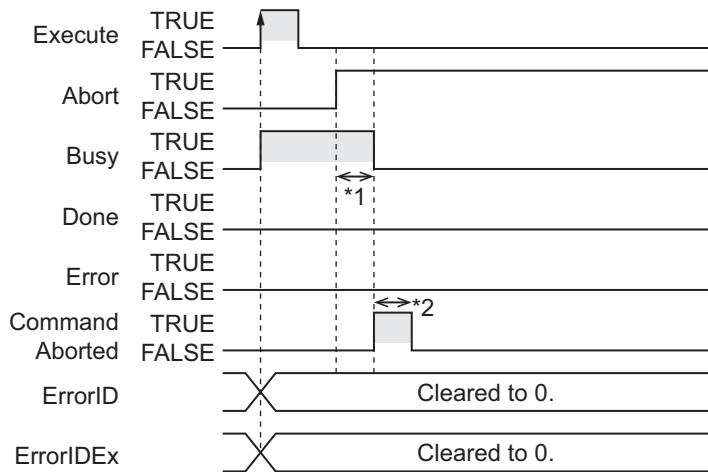 Execute TRUE
FALSE
Abort TRUE
FALSE
Busy TRUE
FALSE
*1
Done TRUE
FALSE
Error TRUE
FALSE
*2
Command TRUE
Aborted FALSE
ErrorID Cleared to 0.
ErrorIDEx Cleared to 0.